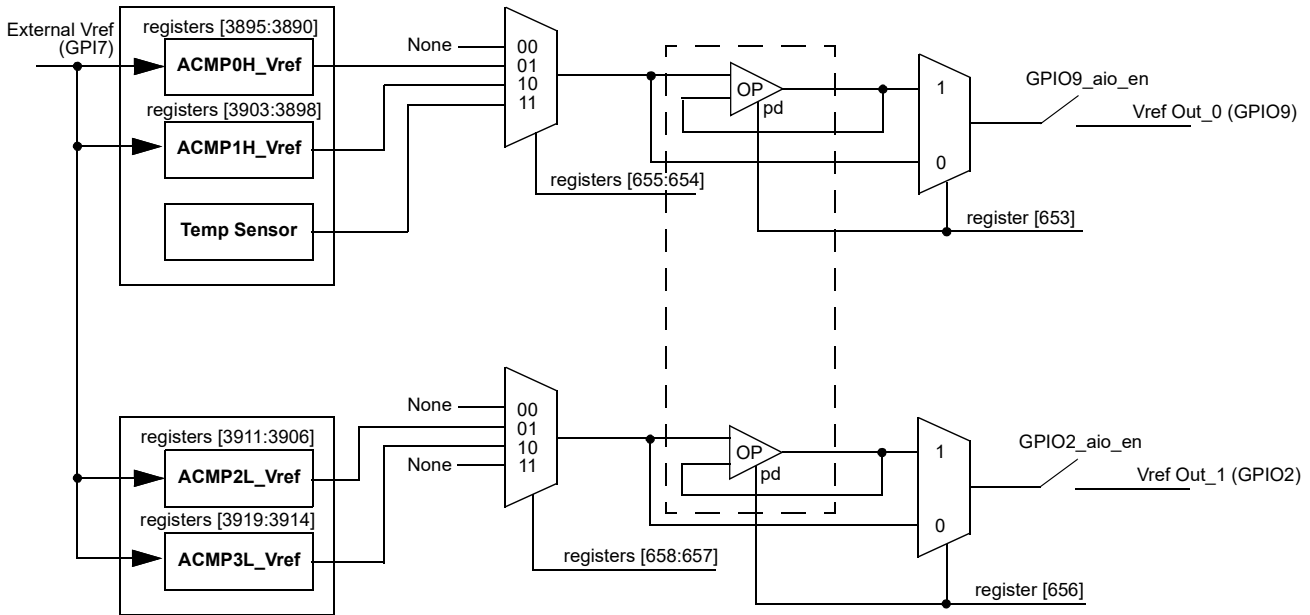 External Vref
(GPI7)
registers [3895:3890]
ACMP0H_Vref
registers [3903:3898]
ACMP1H_Vref
Temp Sensor
None
00
01
10
11
registers [655:654]
OP
pd
1
0
register [653]
GPIO9_aio_en
Vref Out_0 (GPIO9)
registers [3911:3906]
ACMP2L_Vref
registers [3919:3914]
ACMP3L_Vref
None
None
00
01
10
11
registers [658:657]
OP
pd
1
0
register [656]
GPIO2_aio_en
Vref Out_1 (GPIO2)